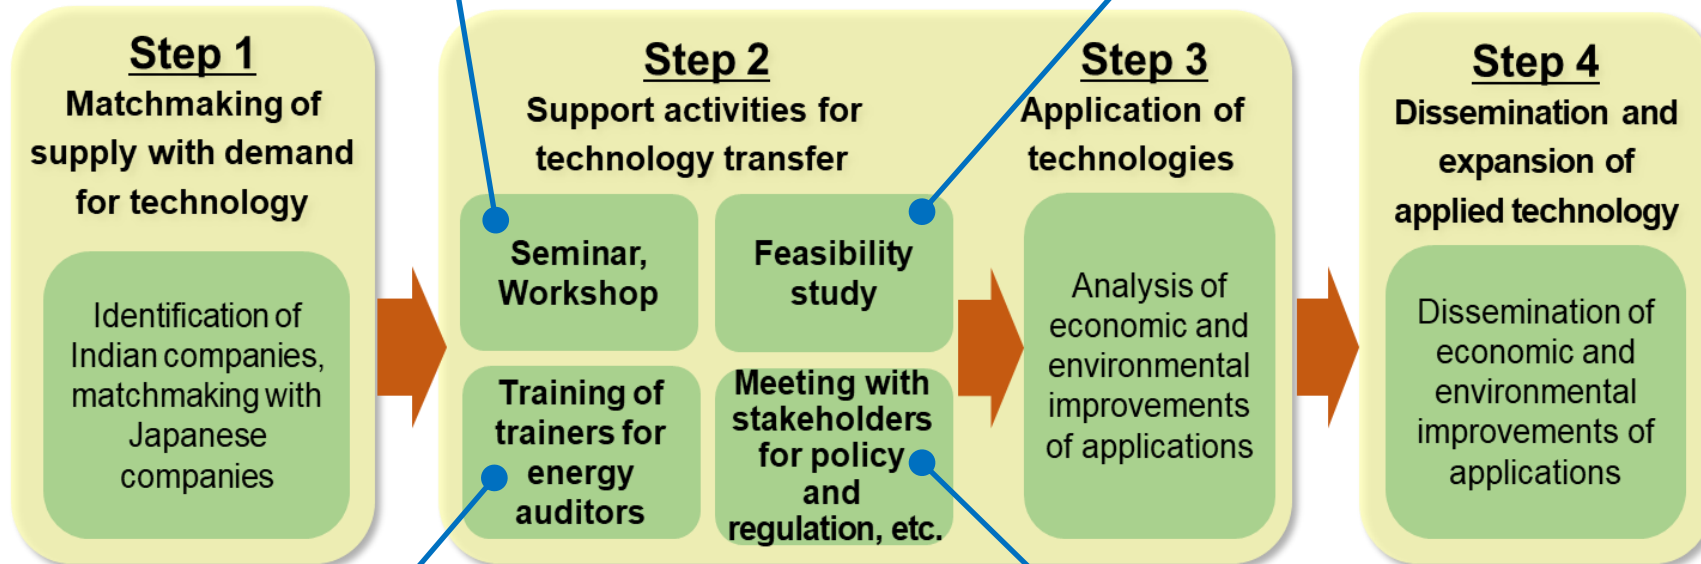 Step 1
Matchmaking of
supply with demand
for technology
Identification of
Indian companies,
matchmaking with
Japanese
companies
Step 2
Support activities for
technology transfer
Seminar,
Workshop
Feasibility
study
Training of
trainers for
energy
auditors
Meeting with
stakeholders
for policy
and
regulation, etc.
Step 3
Application of
technologies
Analysis of
economic and
environmental
improvements
of applications
Step 4
Dissemination and
expansion of
applied technology
Dissemination of
economic and
environmental
improvements of
applications